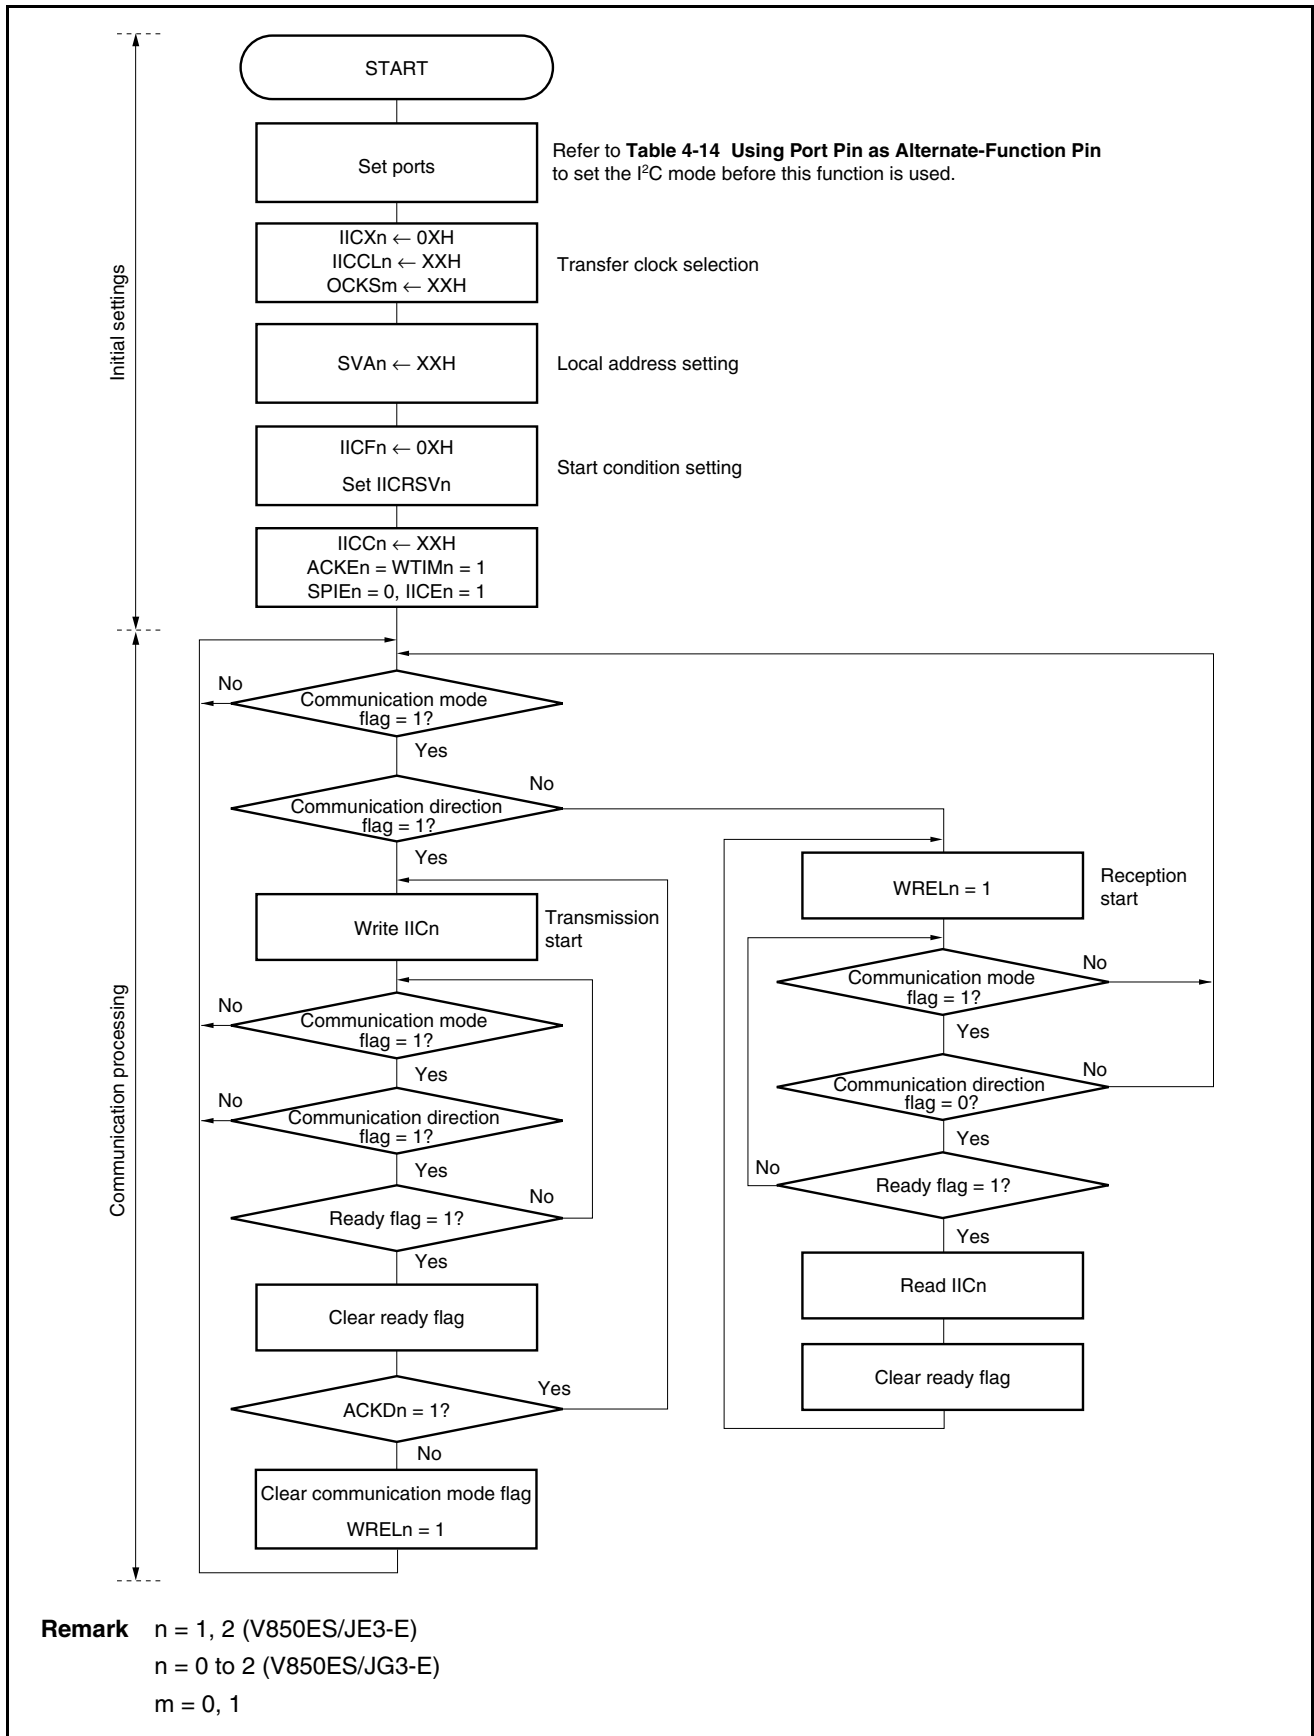 START
Set ports
Refer to Table 4-14 Using Port Pin as Alternate-Function Pin
to set the I²C mode before this function is used.
IICXn ← 0XH
IICCLn ← XXH
OCKSm ← XXH
Transfer clock selection
SVAn ← XXH
Local address setting
Initial settings
IICFn ← 0XH
Set IICRSVn
Start condition setting
IICCn ← XXH
ACKEn = WTIMn = 1
SPIEn = 0, IICEn = 1
No
Communication mode
flag = 1?
Yes
No
Communication direction
flag = 1?
Yes
Write IICn
Transmission
start
No
Communication mode
flag = 1?
Yes
No
Communication direction
flag = 1?
Yes
No
Ready flag = 1?
Yes
Clear ready flag
Yes
ACKDn = 1?
No
Clear communication mode flag
WRELn = 1
Communication processing
WRELn = 1
Reception
start
No
Communication mode
flag = 1?
Yes
No
Communication direction
flag = 0?
Yes
No
Ready flag = 1?
Yes
Read IICn
Clear ready flag
Remark n = 1, 2 (V850ES/JE3-E)
n = 0 to 2 (V850ES/JG3-E)
m = 0, 1